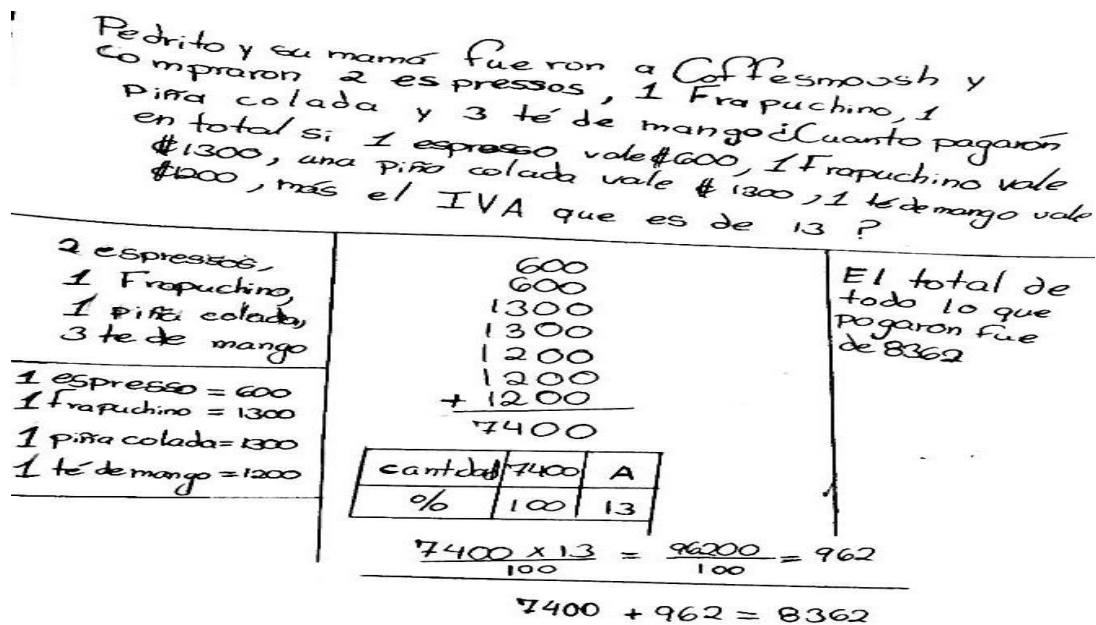 Pedrito y su mamá fueron a Coffesmoosh y
compraron 2 espressos, 1 Frapuchino, 1
piña colada y 3 té de mango ¿Cuanto pagarón
en total si 1 espresso vale ₡600, 1 Frapuchino vale
₡1300, una Piña colada vale ₡ 1300, 1 té de mango vale
₡1200, más el IVA que es de 13 ?
2 espressos,
1 Frapuchino,
1 piña colada,
3 te de mango
1 espresso = 600
1 frapuchino = 1300
1 piña colada = 1300
1 té de mango = 1200
600
600
1300
1300
1200
1200
+ 1200
7400
cantidad 7400 A
% 100 13
7400 x 13 = 96200 = 962
100 100
7400 + 962 = 8362
El total de
todo lo que
pogarón fue
de 8362